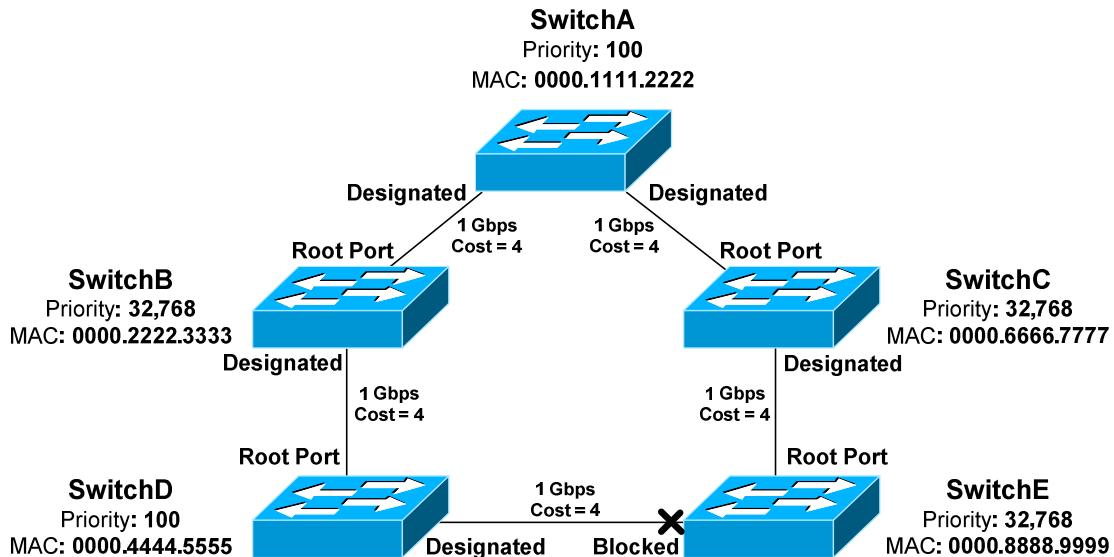 SwitchA
Priority: 100
MAC: 0000.1111.2222
Designated
Designated
1 Gbps
Cost = 4
1 Gbps
Cost = 4
Root Port
Root Port
SwitchB
Priority: 32,768
MAC: 0000.2222.3333
SwitchC
Priority: 32,768
MAC: 0000.6666.7777
Designated
Designated
1 Gbps
Cost = 4
1 Gbps
Cost = 4
Root Port
Root Port
SwitchD
Priority: 100
MAC: 0000.4444.5555
1 Gbps
Cost = 4
SwitchE
Priority: 32,768
MAC: 0000.8888.9999
Designated
Blocked